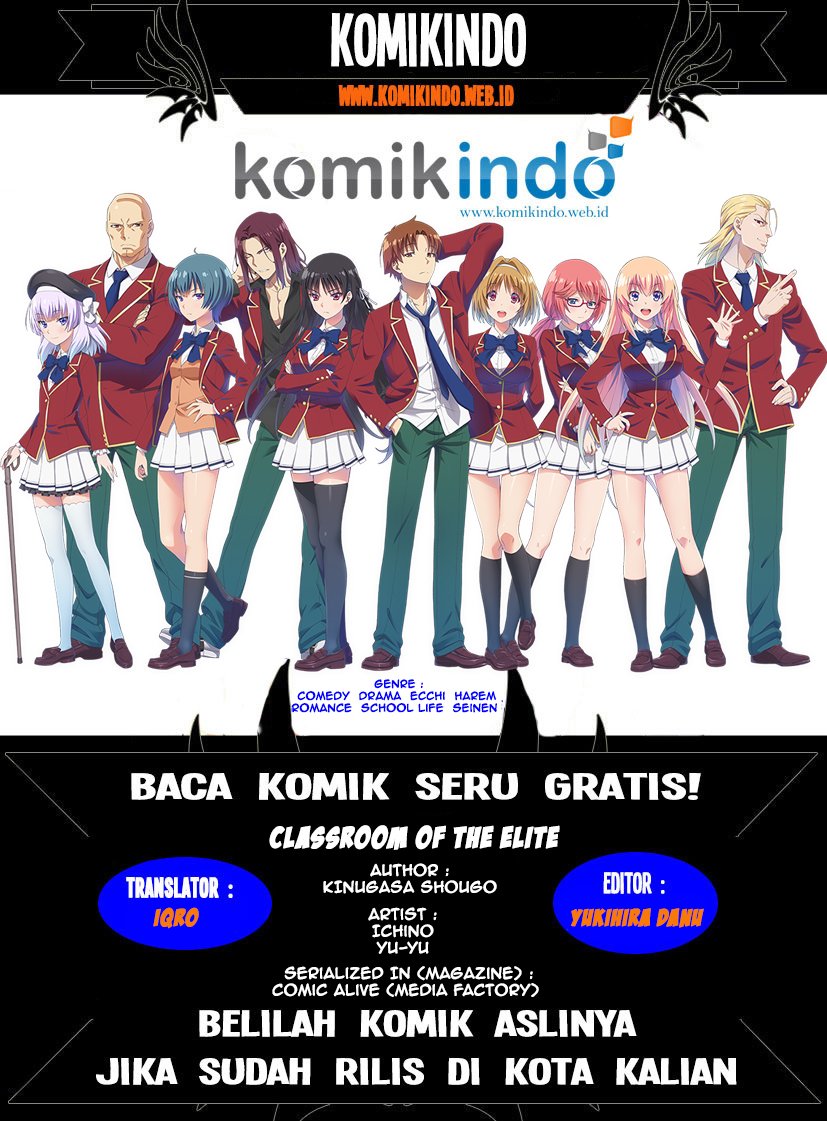 KOMIKINDO
WWW.KOMIKINDO.WEB.ID
komikindo
www.komikindo.web.id
GENRE :
COMEDY DRAMA ECCHI HAREM
ROMANCE SCHOOL LIFE SEINEN
BACA KOMIK SERU GRATIS!
CLASSROOM OF THE ELITE
TRANSLATOR :
IQRO
AUTHOR :
KINUGASA SHOUGO
ARTIST :
ICHINO
YU-YU
EDITOR :
YUKIHIRA DANU
SERIALIZED IN (MAGAZINE) :
COMIC ALIVE (MEDIA FACTORY)
BELILAH KOMIK ASLINYA
JIKA SUDAH RILIS DI KOTA KALIAN